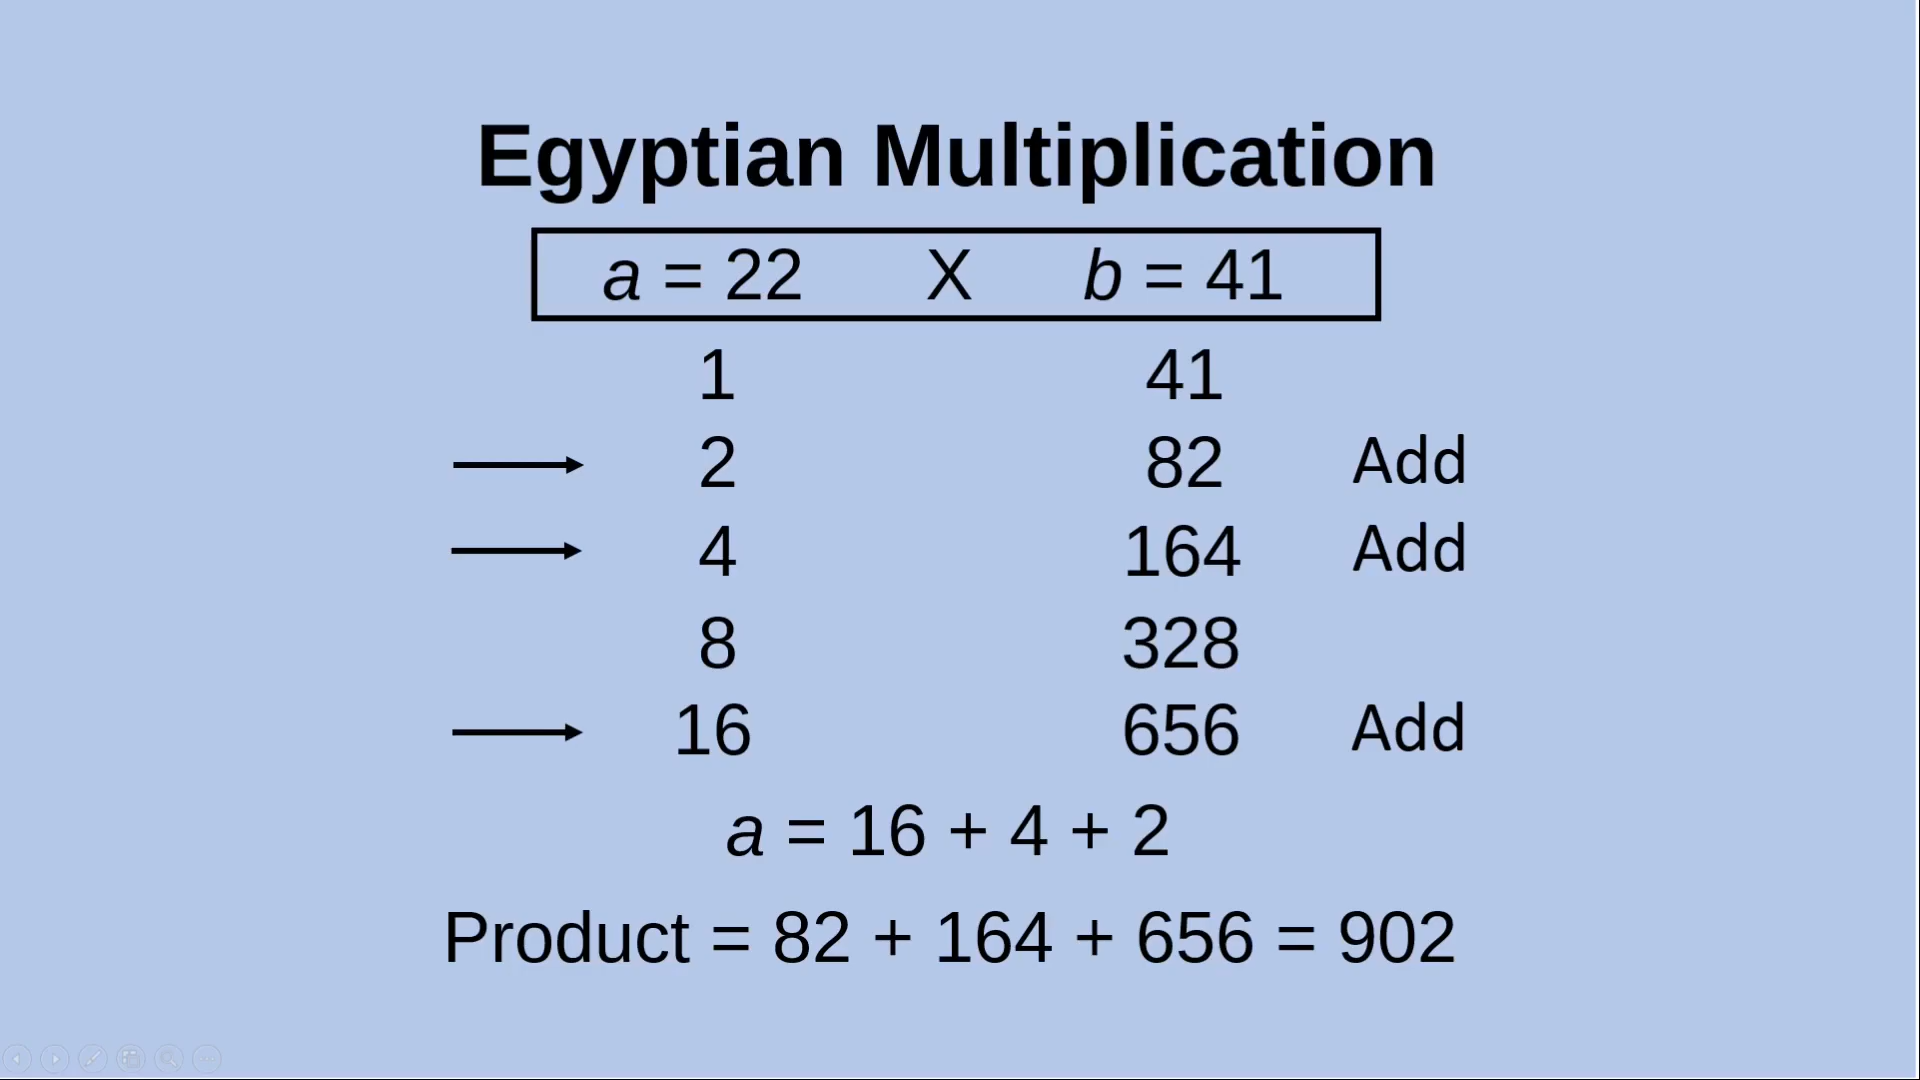 Egyptian Multiplication
a = 22 X b = 41
1 41
2 82 Add
4 164 Add
8 328
16 656 Add
a = 16 + 4 + 2
Product = 82 + 164 + 656 = 902